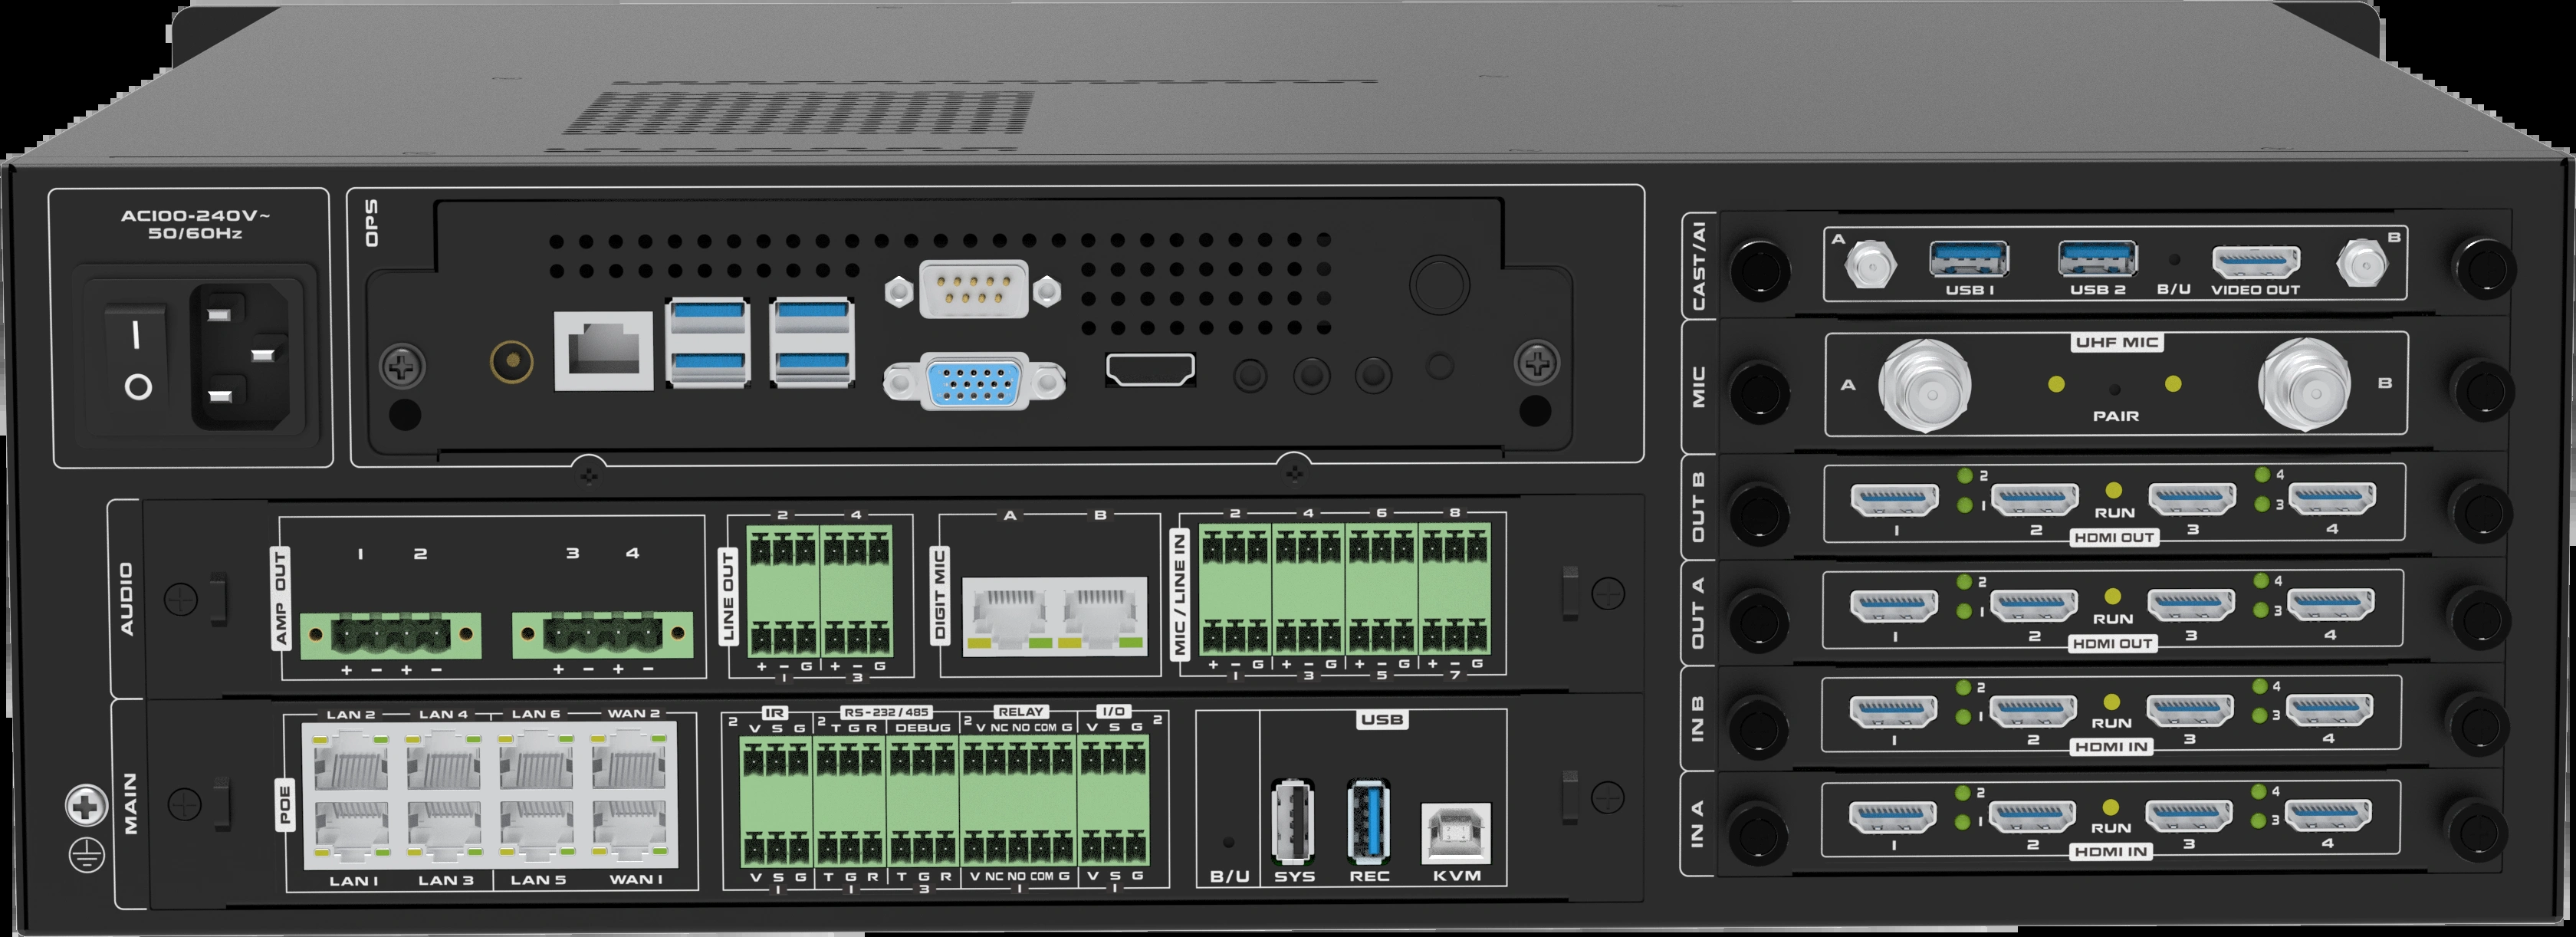 AC100-240V~
50/60Hz
OPS
CAST/AI
A
USB 1
USB 2
B/U
VIDEO OUT
B
MIC
UHF MIC
A
B
PAIR
OUT B
2
1
RUN
4
3
1
2
3
4
HDMI OUT
OUT A
2
1
RUN
4
3
1
2
3
4
HDMI OUT
IN B
2
1
RUN
4
3
1
2
3
4
HDMI IN
IN A
2
1
RUN
4
3
1
2
3
4
HDMI IN
AUDIO
AMP OUT
1 2
3 4
+ - + -
+ - + -
LINE OUT
2 4
+ - G + - G
1 3
DIGIT MIC
A B
MIC / LINE IN
2 4 6 8
+ - G + - G + - G + - G
1 3 5 7
MAIN
POE
LAN 2 LAN 4 LAN 6 WAN 2
LAN 1 LAN 3 LAN 5 WAN 1
IR RS-232/485 RELAY I/O
2 2 2 2
V S G T G R DEBUG V NC NO COM G V S G
V S G T G R T G R V NC NO COM G V S G
1 1 3 1 1
USB
B/U SYS REC KVM